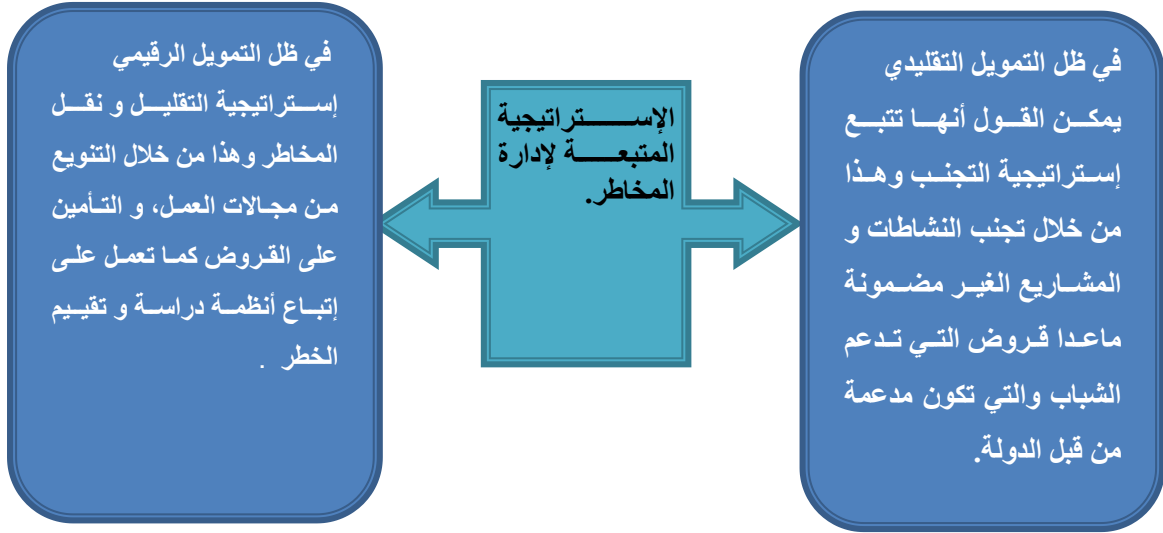 في ظل التمويل التقليدي
يمكن القول أنها تتبع
إستراتيجية التجنب وهذا
من خلال تجنب النشاطات و
المشاريع الغير مضمونة
ماعدا قروض التي تدعم
الشباب والتي تكون مدعمة
من قبل الدولة.
الإستراتيجية
المتبعة لإدارة
المخاطر.
في ظل التمويل الرقيمي
إستراتيجية التقليل و نقل
المخاطر وهذا من خلال التنويع
من مجالات العمل، و التأمين
على القروض كما تعمل على
إتباع أنظمة دراسة و تقييم
الخطر .